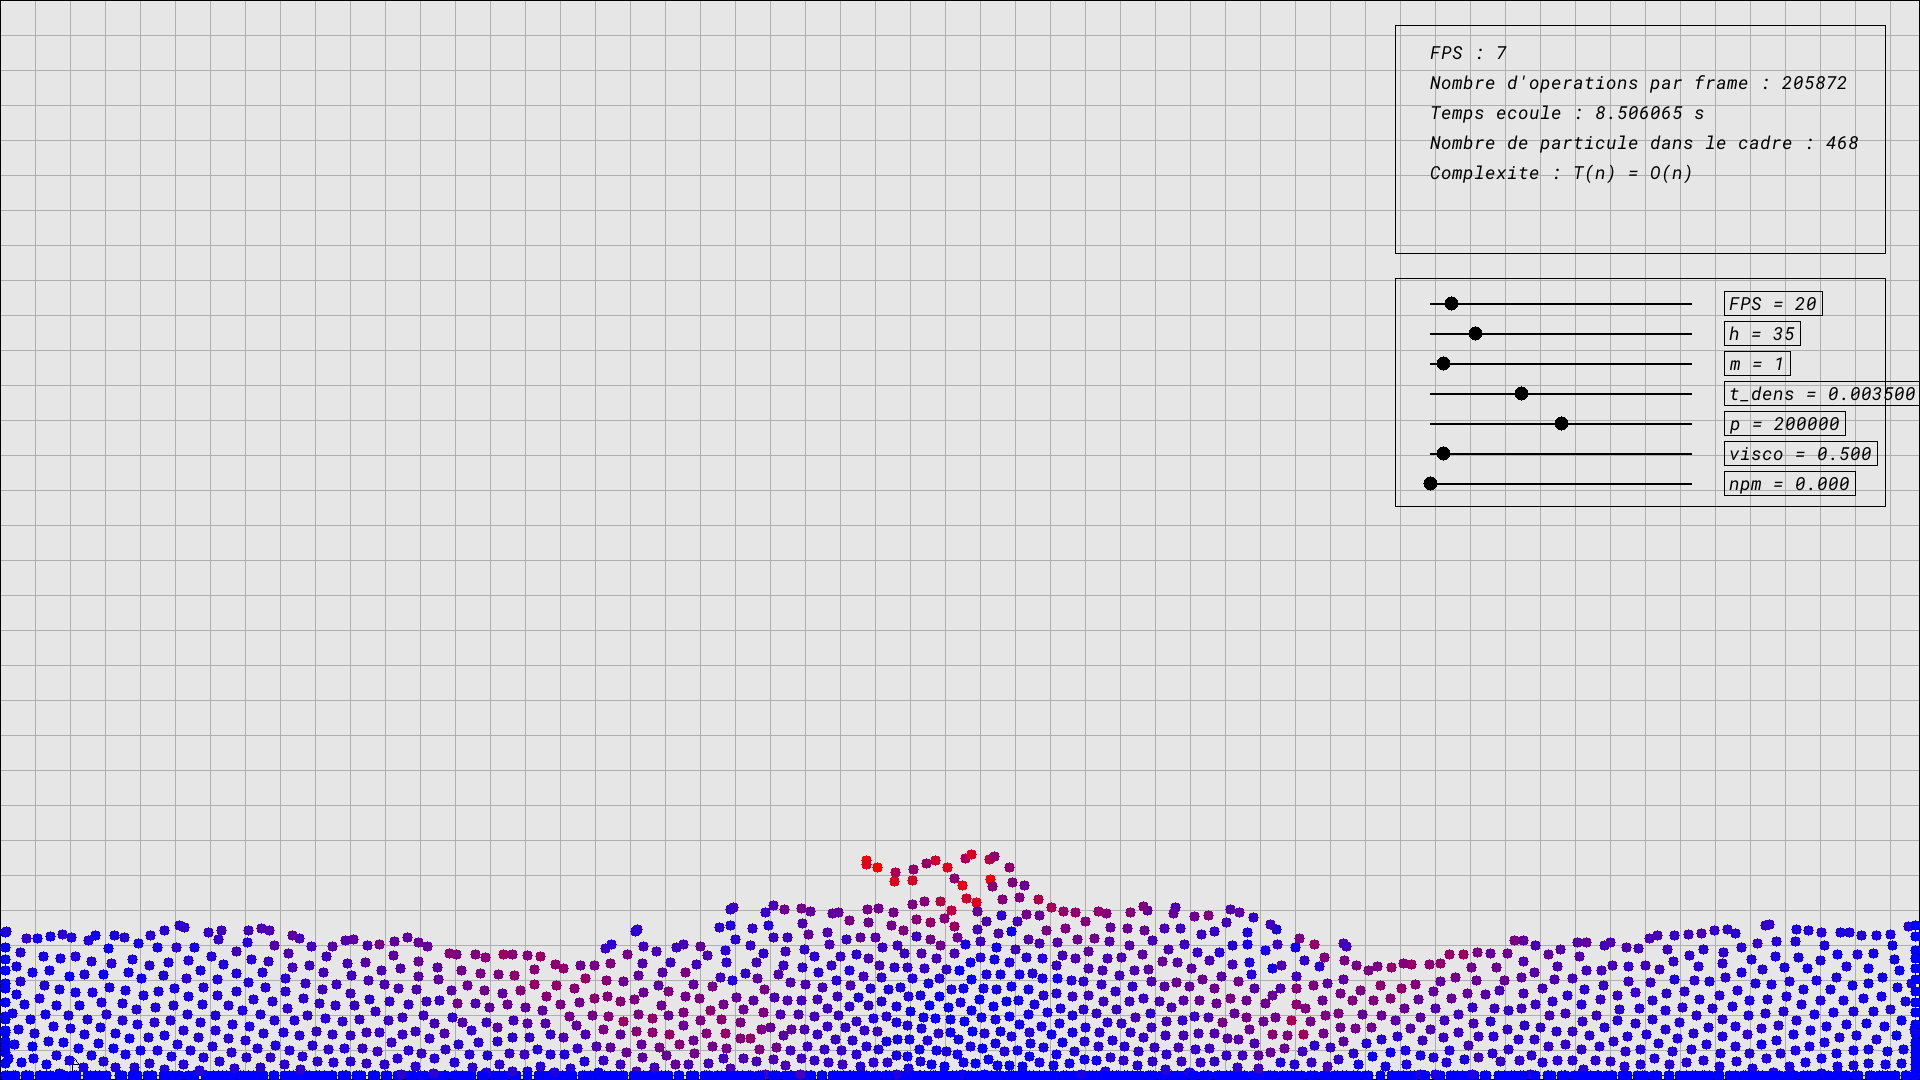 FPS : 7
Nombre d'operations par frame : 205872
Temps ecoule : 8.506065 s
Nombre de particule dans le cadre : 468
Complexite : T(n) = O(n)
FPS = 20
h = 35
m = 1
t_dens = 0.003500
p = 200000
visco = 0.500
npm = 0.000